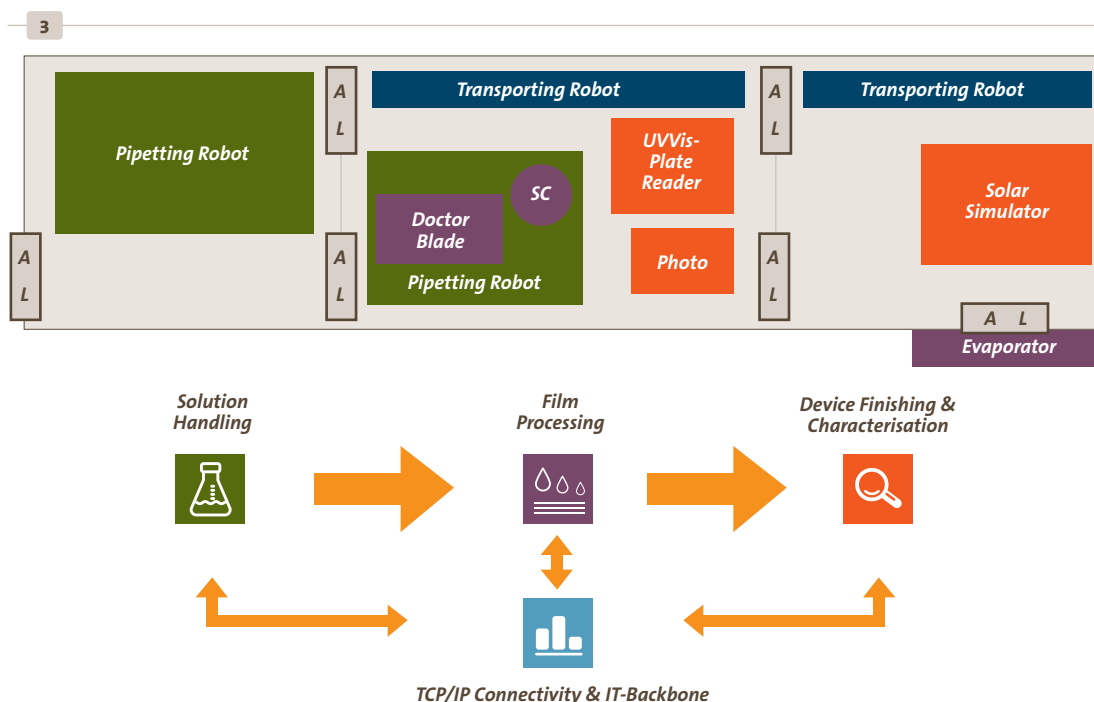 3
A
L
Transporting Robot
A
L
Transporting Robot
Pipetting Robot
UVVis-
Plate
Reader
SC
Doctor
Blade
Solar
Simulator
A
L
A
L
Pipetting Robot
Photo
A
L
A L
Evaporator
Solution
Handling
Film
Processing
Device Finishing &
Characterisation
TCP/IP Connectivity & IT-Backbone